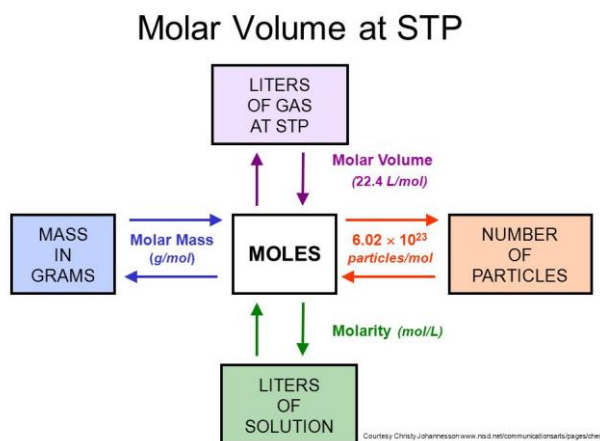 Molar Volume at STP
LITERS
OF GAS
AT STP
Molar Volume
(22.4 L/mol)
MASS
IN
GRAMS
Molar Mass
(g/mol)
MOLES
6.02 × 10²³
particles/mol
NUMBER
OF
PARTICLES
Molarity (mol/L)
LITERS
OF
SOLUTION
Courtesy Christy Johannesson www.nisd.net/communicationsarts/pages/chem